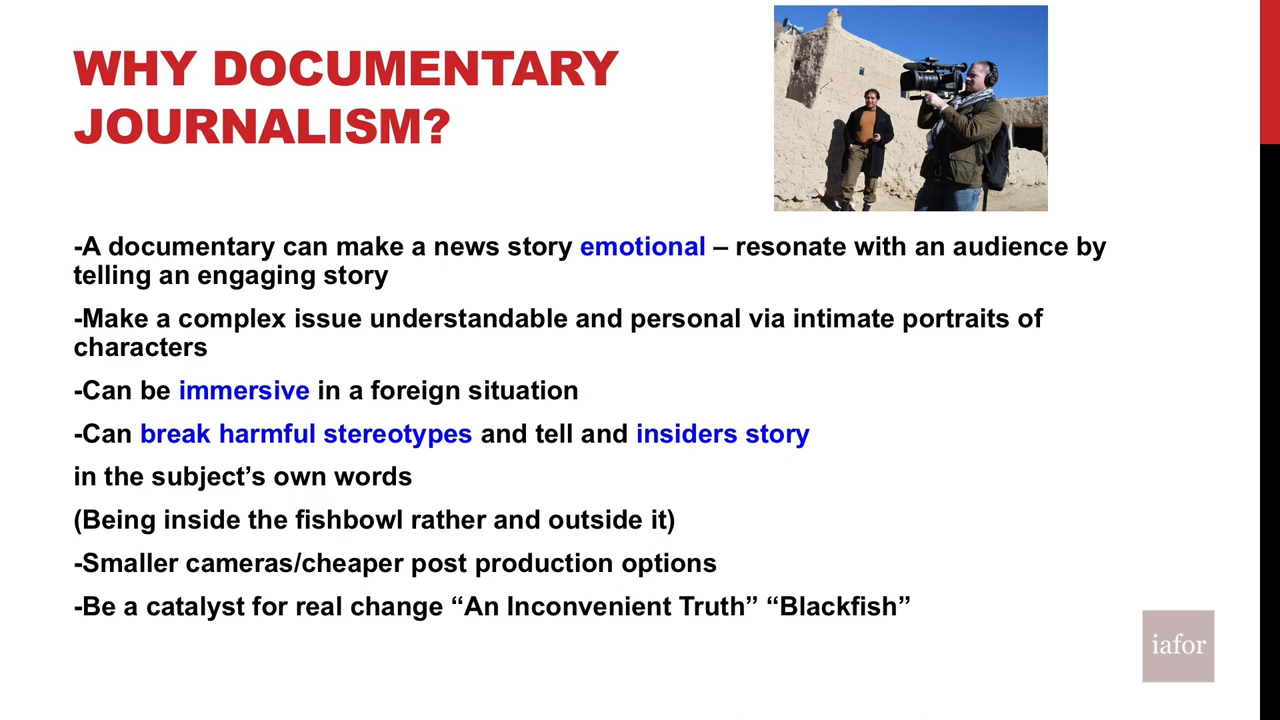 WHY DOCUMENTARY
JOURNALISM?
-A documentary can make a news story emotional – resonate with an audience by
telling an engaging story
-Make a complex issue understandable and personal via intimate portraits of
characters
-Can be immersive in a foreign situation
-Can break harmful stereotypes and tell and insiders story
in the subject’s own words
(Being inside the fishbowl rather and outside it)
-Smaller cameras/cheaper post production options
-Be a catalyst for real change “An Inconvenient Truth” “Blackfish”
iafor